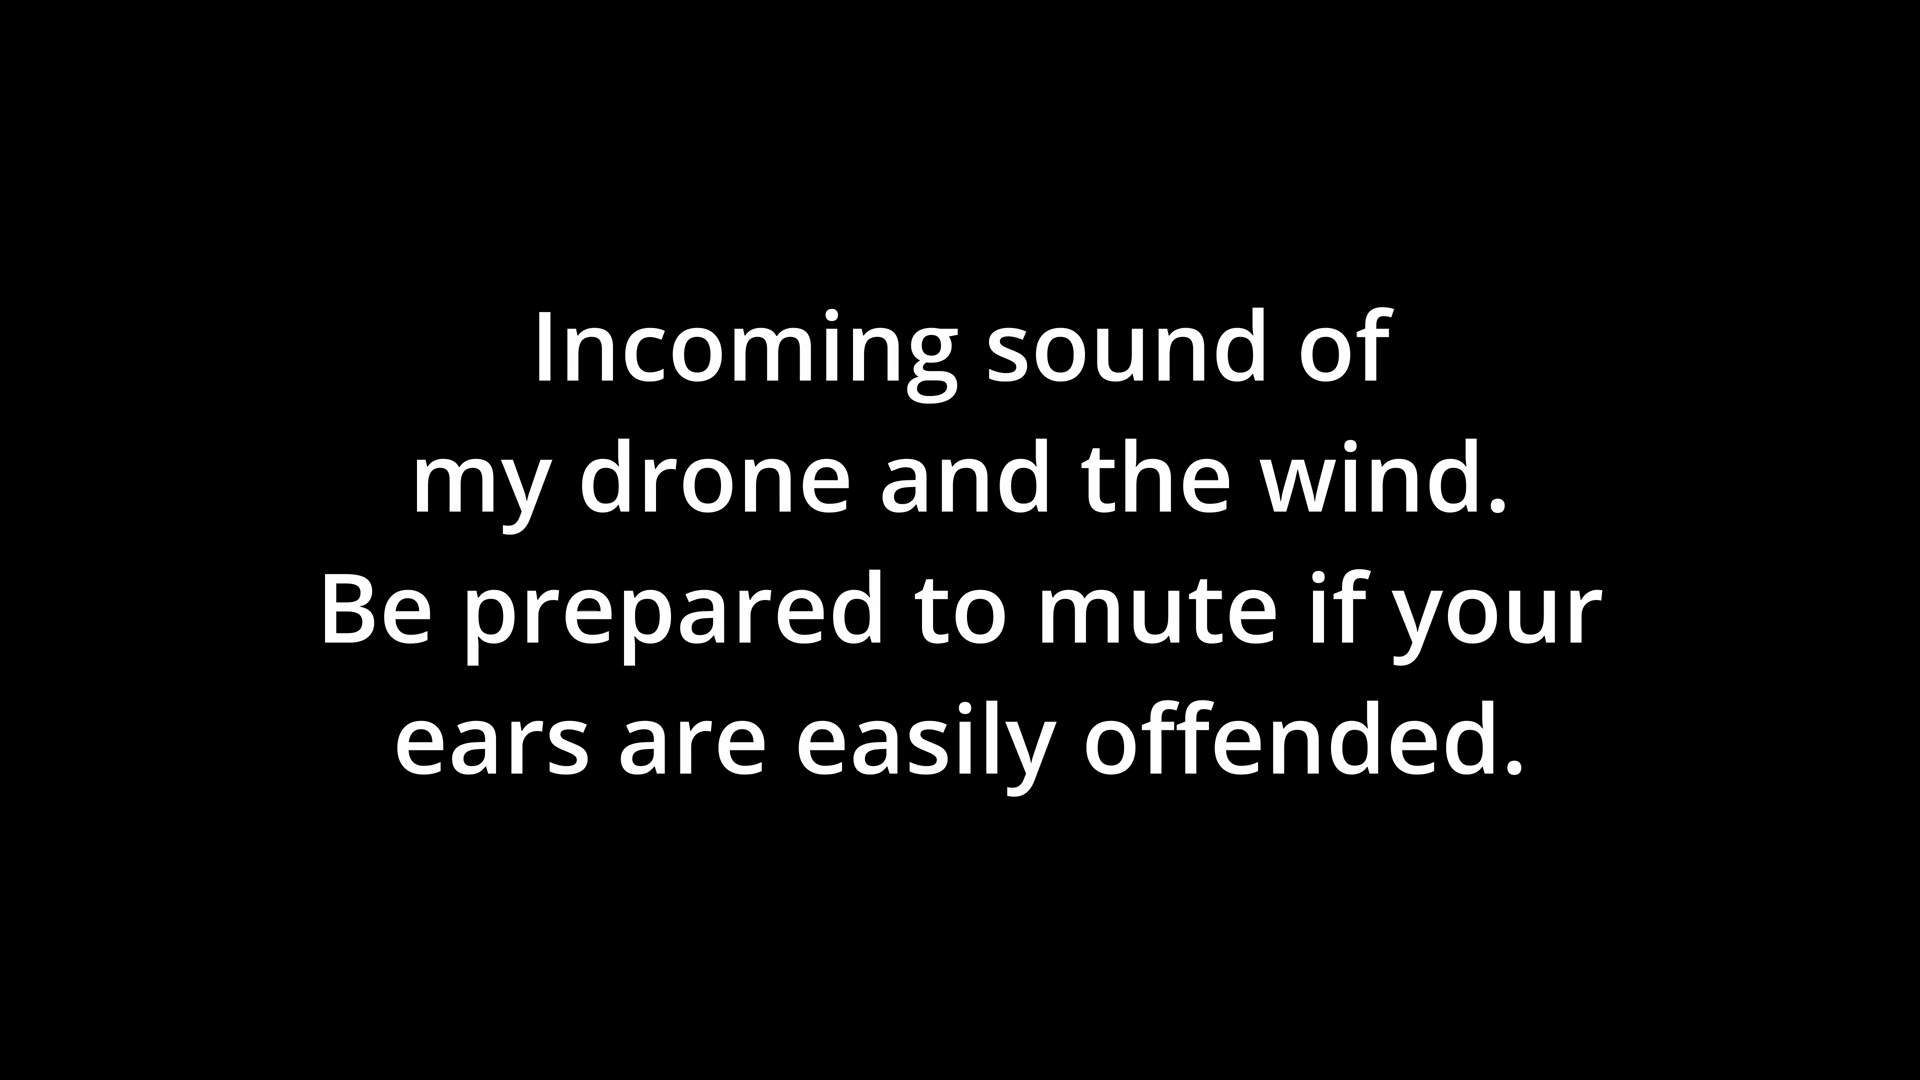 Incoming sound of
my drone and the wind.
Be prepared to mute if your
ears are easily offended.